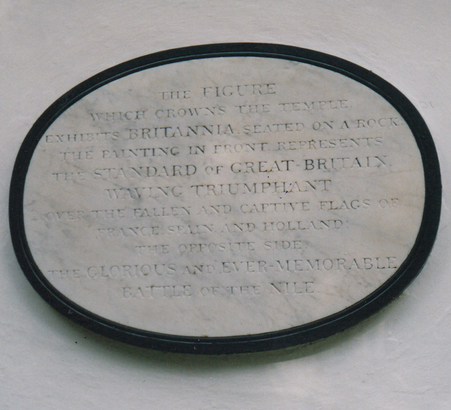 THE FIGURE
WHICH CROWNS THE TEMPLE
EXHIBITS BRITANNIA SEATED ON A ROCK.
THE PAINTING IN FRONT REPRESENTS
THE STANDARD OF GREAT-BRITAIN
WAVING TRIUMPHANT
OVER THE FALLEN AND CAPTIVE FLAGS OF
FRANCE SPAIN AND HOLLAND
THE OPPOSITE SIDE
THE GLORIOUS AND EVER-MEMORABLE
BATTLE OF THE NILE